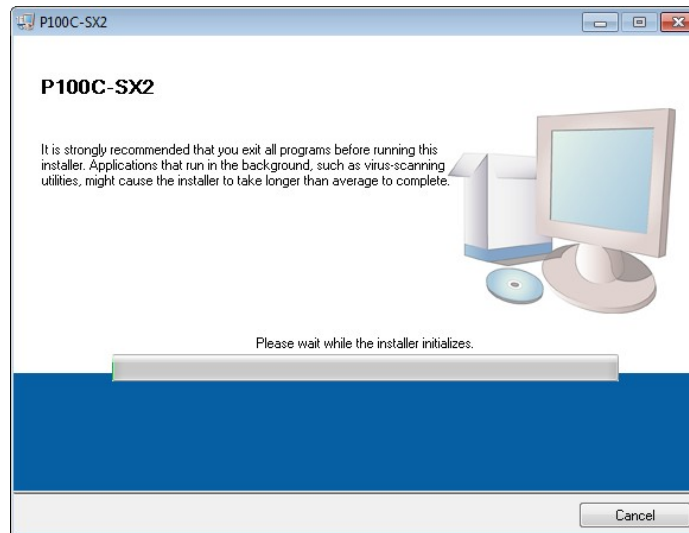 P100C-SX2
P100C-SX2
It is strongly recommended that you exit all programs before running this
installer. Applications that run in the background, such as virus-scanning
utilities, might cause the installer to take longer than average to complete.
Please wait while the installer initializes.
Cancel